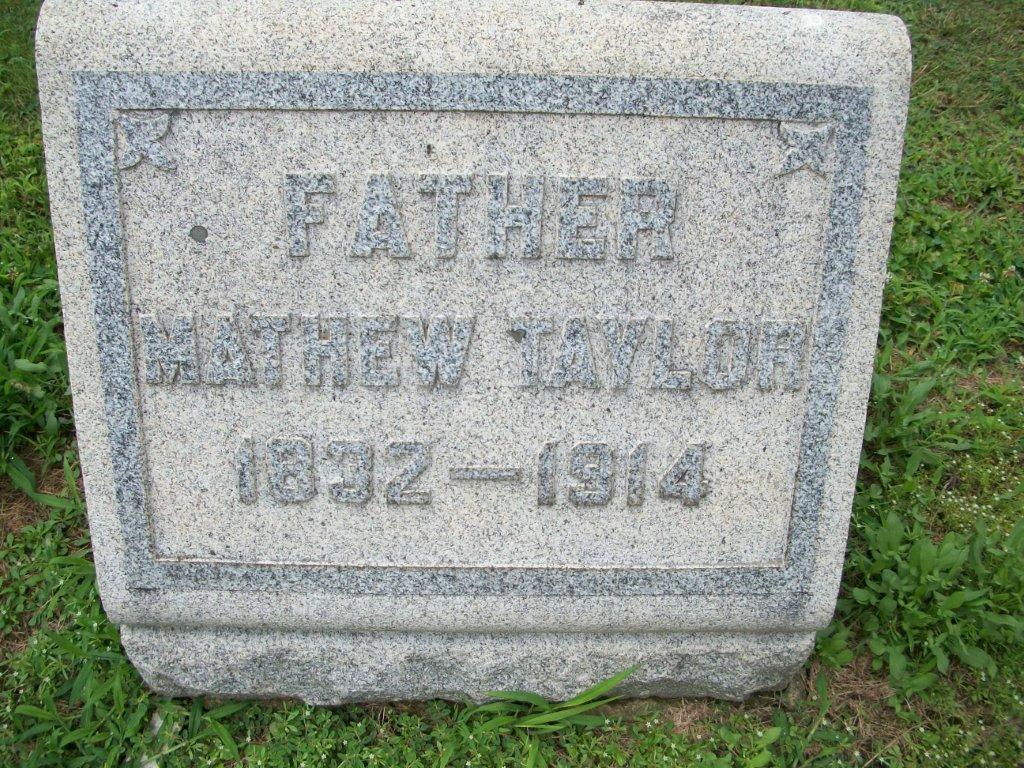 FATHER
MATHEW TAYLOR
1832-1914